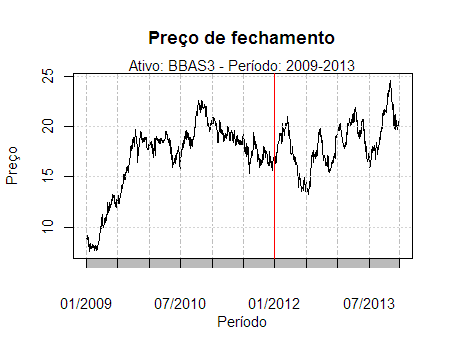 Preço de fechamento
Ativo: BBAS3 - Período: 2009-2013
Preço
25
20
15
10
01/2009 07/2010 01/2012 07/2013
Período